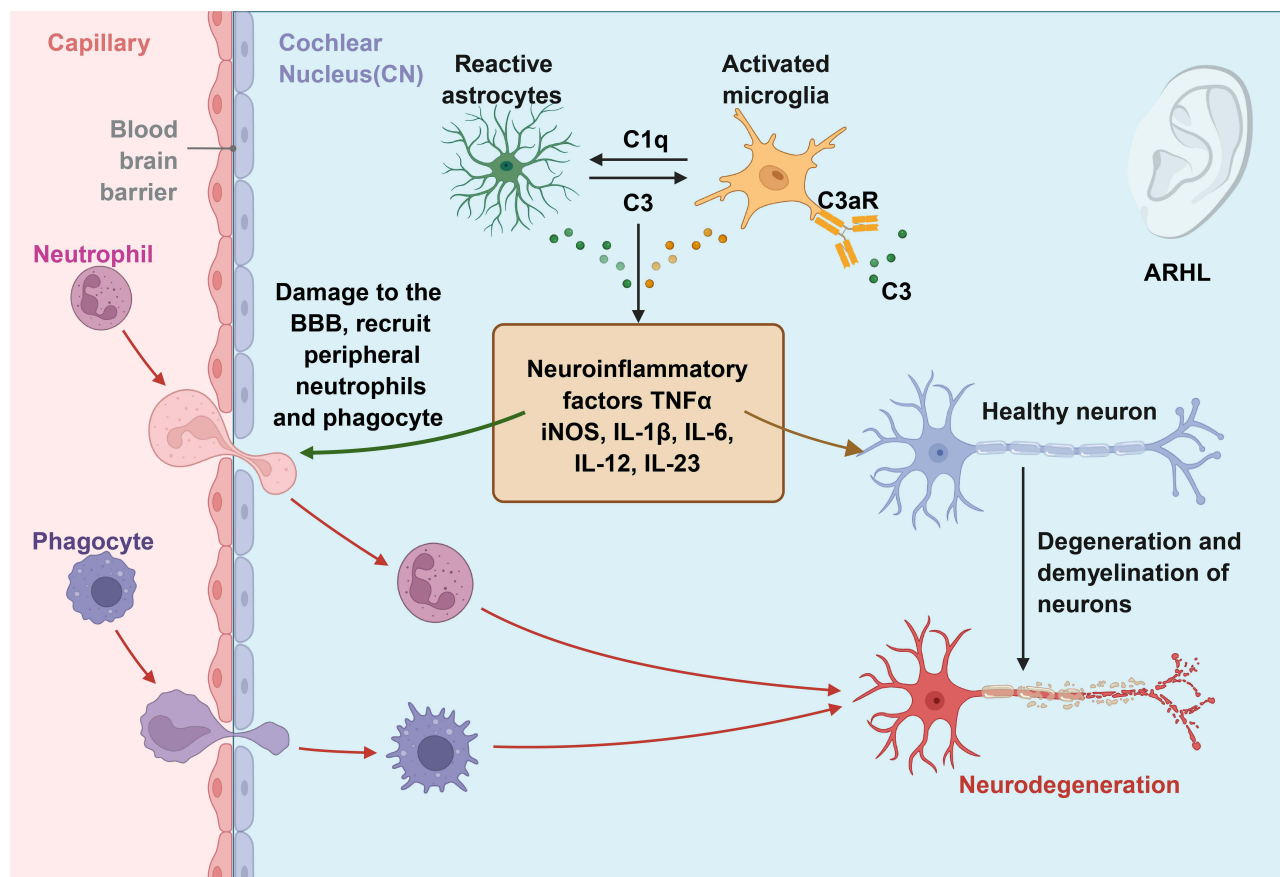 Capillary
Cochlear
Nucleus(CN)
Blood
brain
barrier
Reactive
astrocytes
Activated
microglia
C1q
C3
C3aR
C3
ARHL
Neutrophil
Damage to the
BBB, recruit
peripheral
neutrophils
and phagocyte
Neuroinflammatory
factors TNFα
iNOS, IL-1β, IL-6,
IL-12, IL-23
Healthy neuron
Phagocyte
Degeneration and
demyelination of
neurons
Neurodegeneration